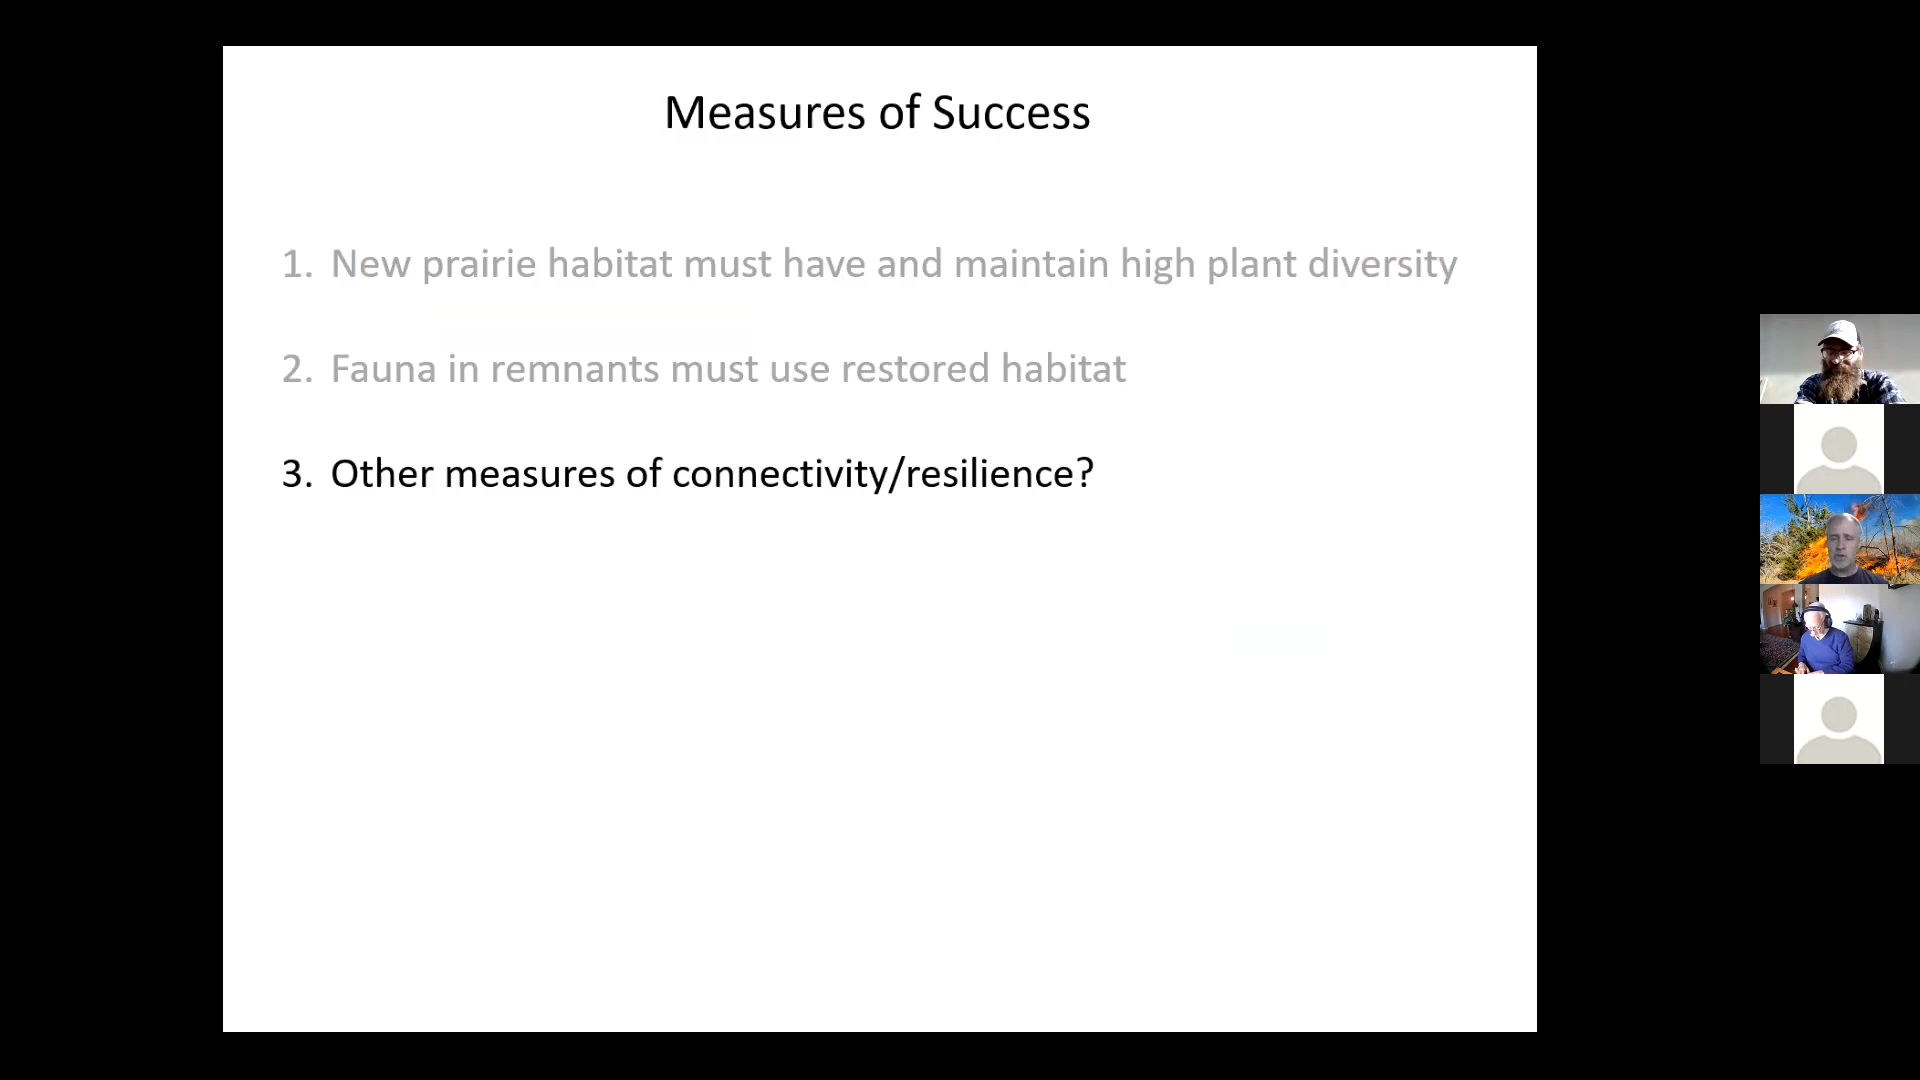 Measures of Success
1. New prairie habitat must have and maintain high plant diversity
2. Fauna in remnants must use restored habitat
3. Other measures of connectivity/resilience?